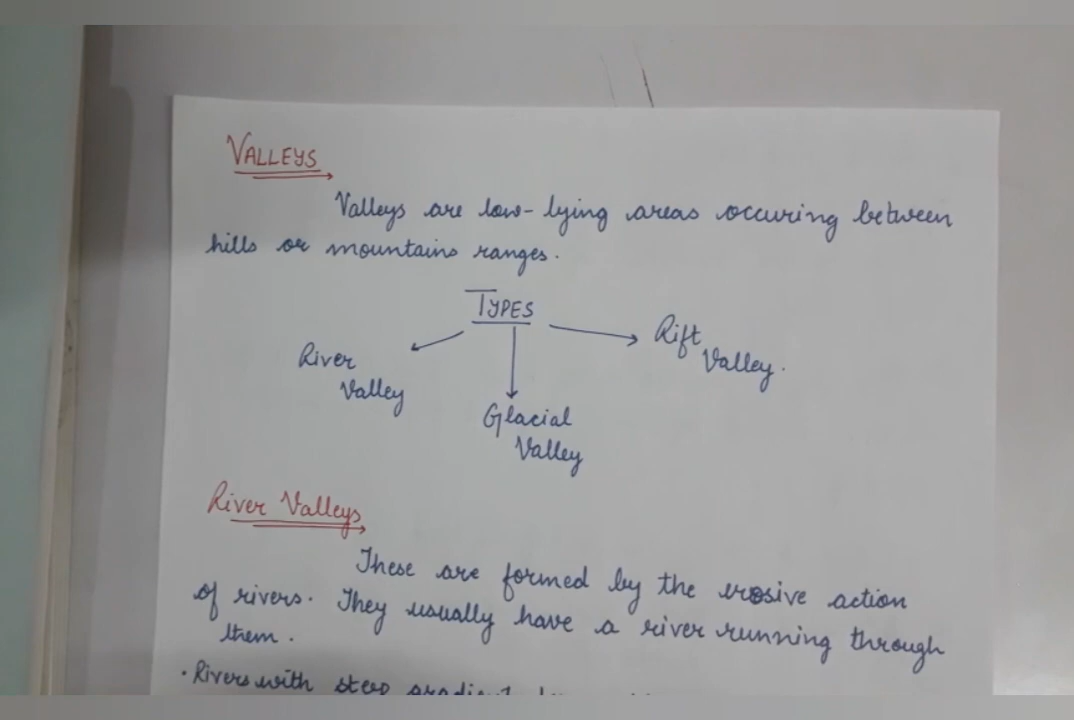 VALLEYS
Valleys are low-lying areas occuring between
hills or mountains ranges.
TYPES
River
Valley
Glacial
Valley
Rift
Valley.
River Valleys
These are formed by the erosive action
of rivers. They usually have a river running through
them.
• Rivers with steep gradient